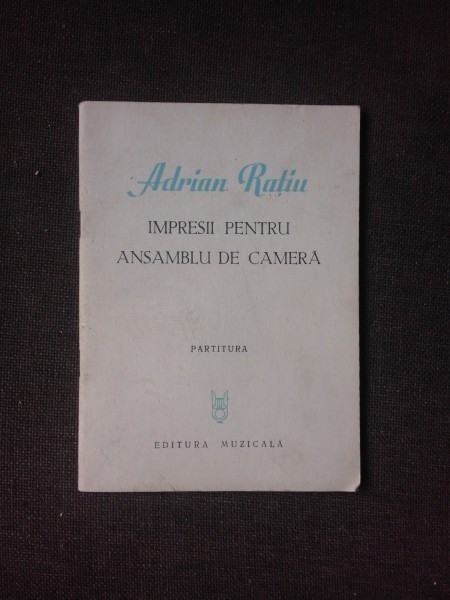 Adrian Rațiu
IMPRESII PENTRU
ANSAMBLU DE CAMERĂ
PARTITURA
EDITURA MUZICALĂ